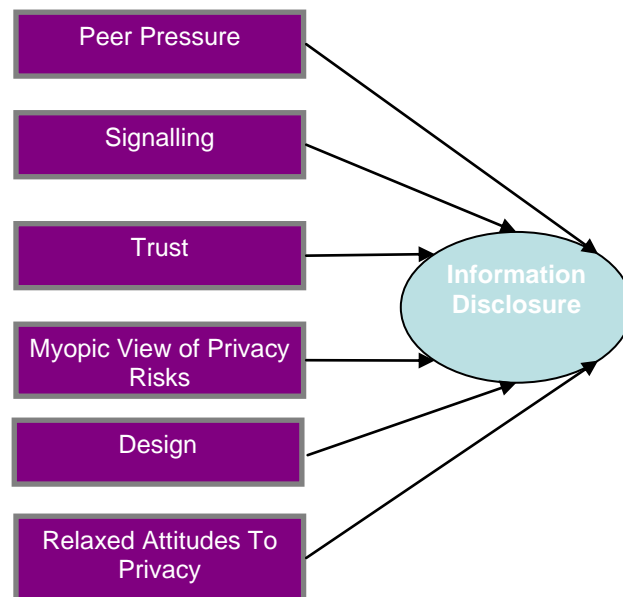 Peer Pressure
Signalling
Trust
Information
Disclosure
Myopic View of Privacy
Risks
Design
Relaxed Attitudes To
Privacy